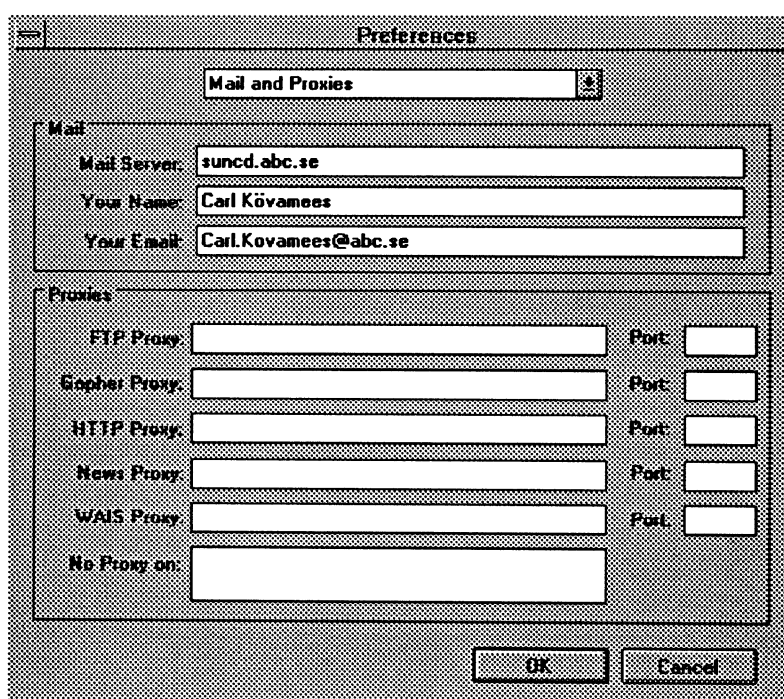 Preferences
Mail and Proxies
Mail
Mail Server: suncd.abc.se
Your Name: Carl Kövamees
Your Email: Carl.Kovamees@abc.se
Proxies
FTP Proxy: Port:
Gopher Proxy: Port:
HTTP Proxy: Port:
News Proxy: Port:
WAIS Proxy: Port:
No Proxy on:
OK Cancel